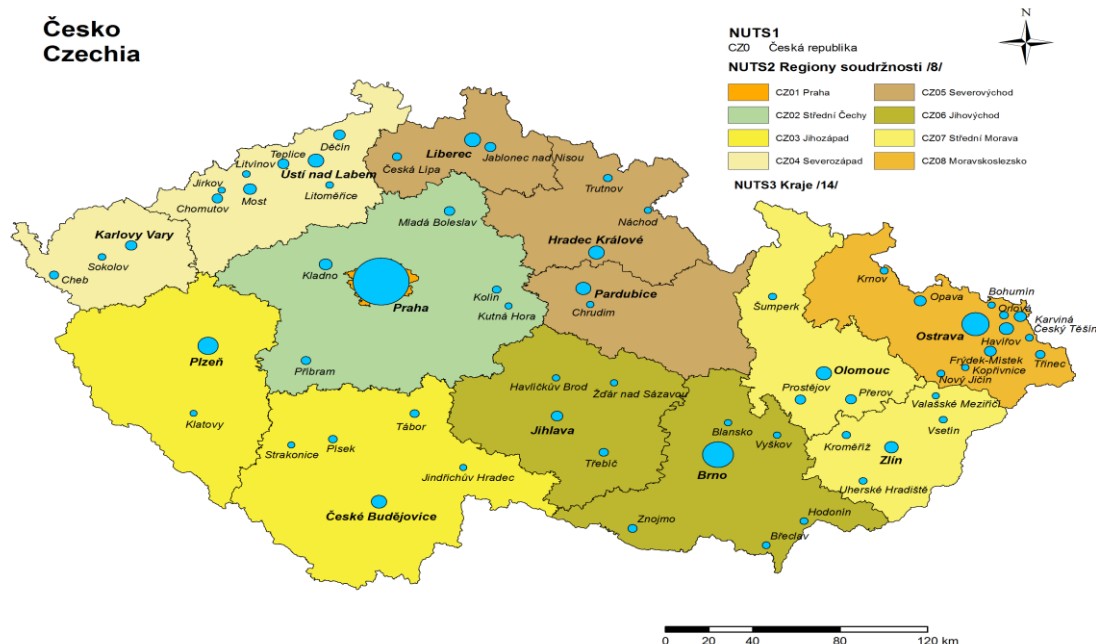 Česko
Czechia
N
NUTS1
CZ0 Česká republika
NUTS2 Regiony soudržnosti /8/
CZ01 Praha
CZ05 Severovýchod
CZ02 Střední Čechy
CZ06 Jihovýchod
CZ03 Jihozápad
CZ07 Střední Morava
CZ04 Severozápad
CZ08 Moravskoslezsko
NUTS3 Kraje /14/
Děčín
Teplice
Litvínov
Ústí nad Labem
Jirkov
Most
Litoměřice
Chomutov
Liberec
Jablonec nad Nisou
Česká Lípa
Trutnov
Náchod
Mladá Boleslav
Karlovy Vary
Sokolov
Cheb
Hradec Králové
Kladno
Praha
Kolín
Kutná Hora
Pardubice
Chrudim
Šumperk
Krnov
Opava
Bohumín
Orlová
Karviná
Český Těšín
Ostrava
Havířov
Frýdek-Místek
Třinec
Kopřivnice
Nový Jičín
Plzeň
Příbram
Klatovy
Olomouc
Prostějov
Přerov
Valašské Meziříčí
Vsetín
Havlíčkův Brod
Žďár nad Sázavou
Jihlava
Třebíč
Tábor
Písek
Strakonice
Jindřichův Hradec
České Budějovice
Blansko
Vyškov
Brno
Kroměříž
Zlín
Uherské Hradiště
Znojmo
Hodonín
Břeclav
0 20 40 80 120 km